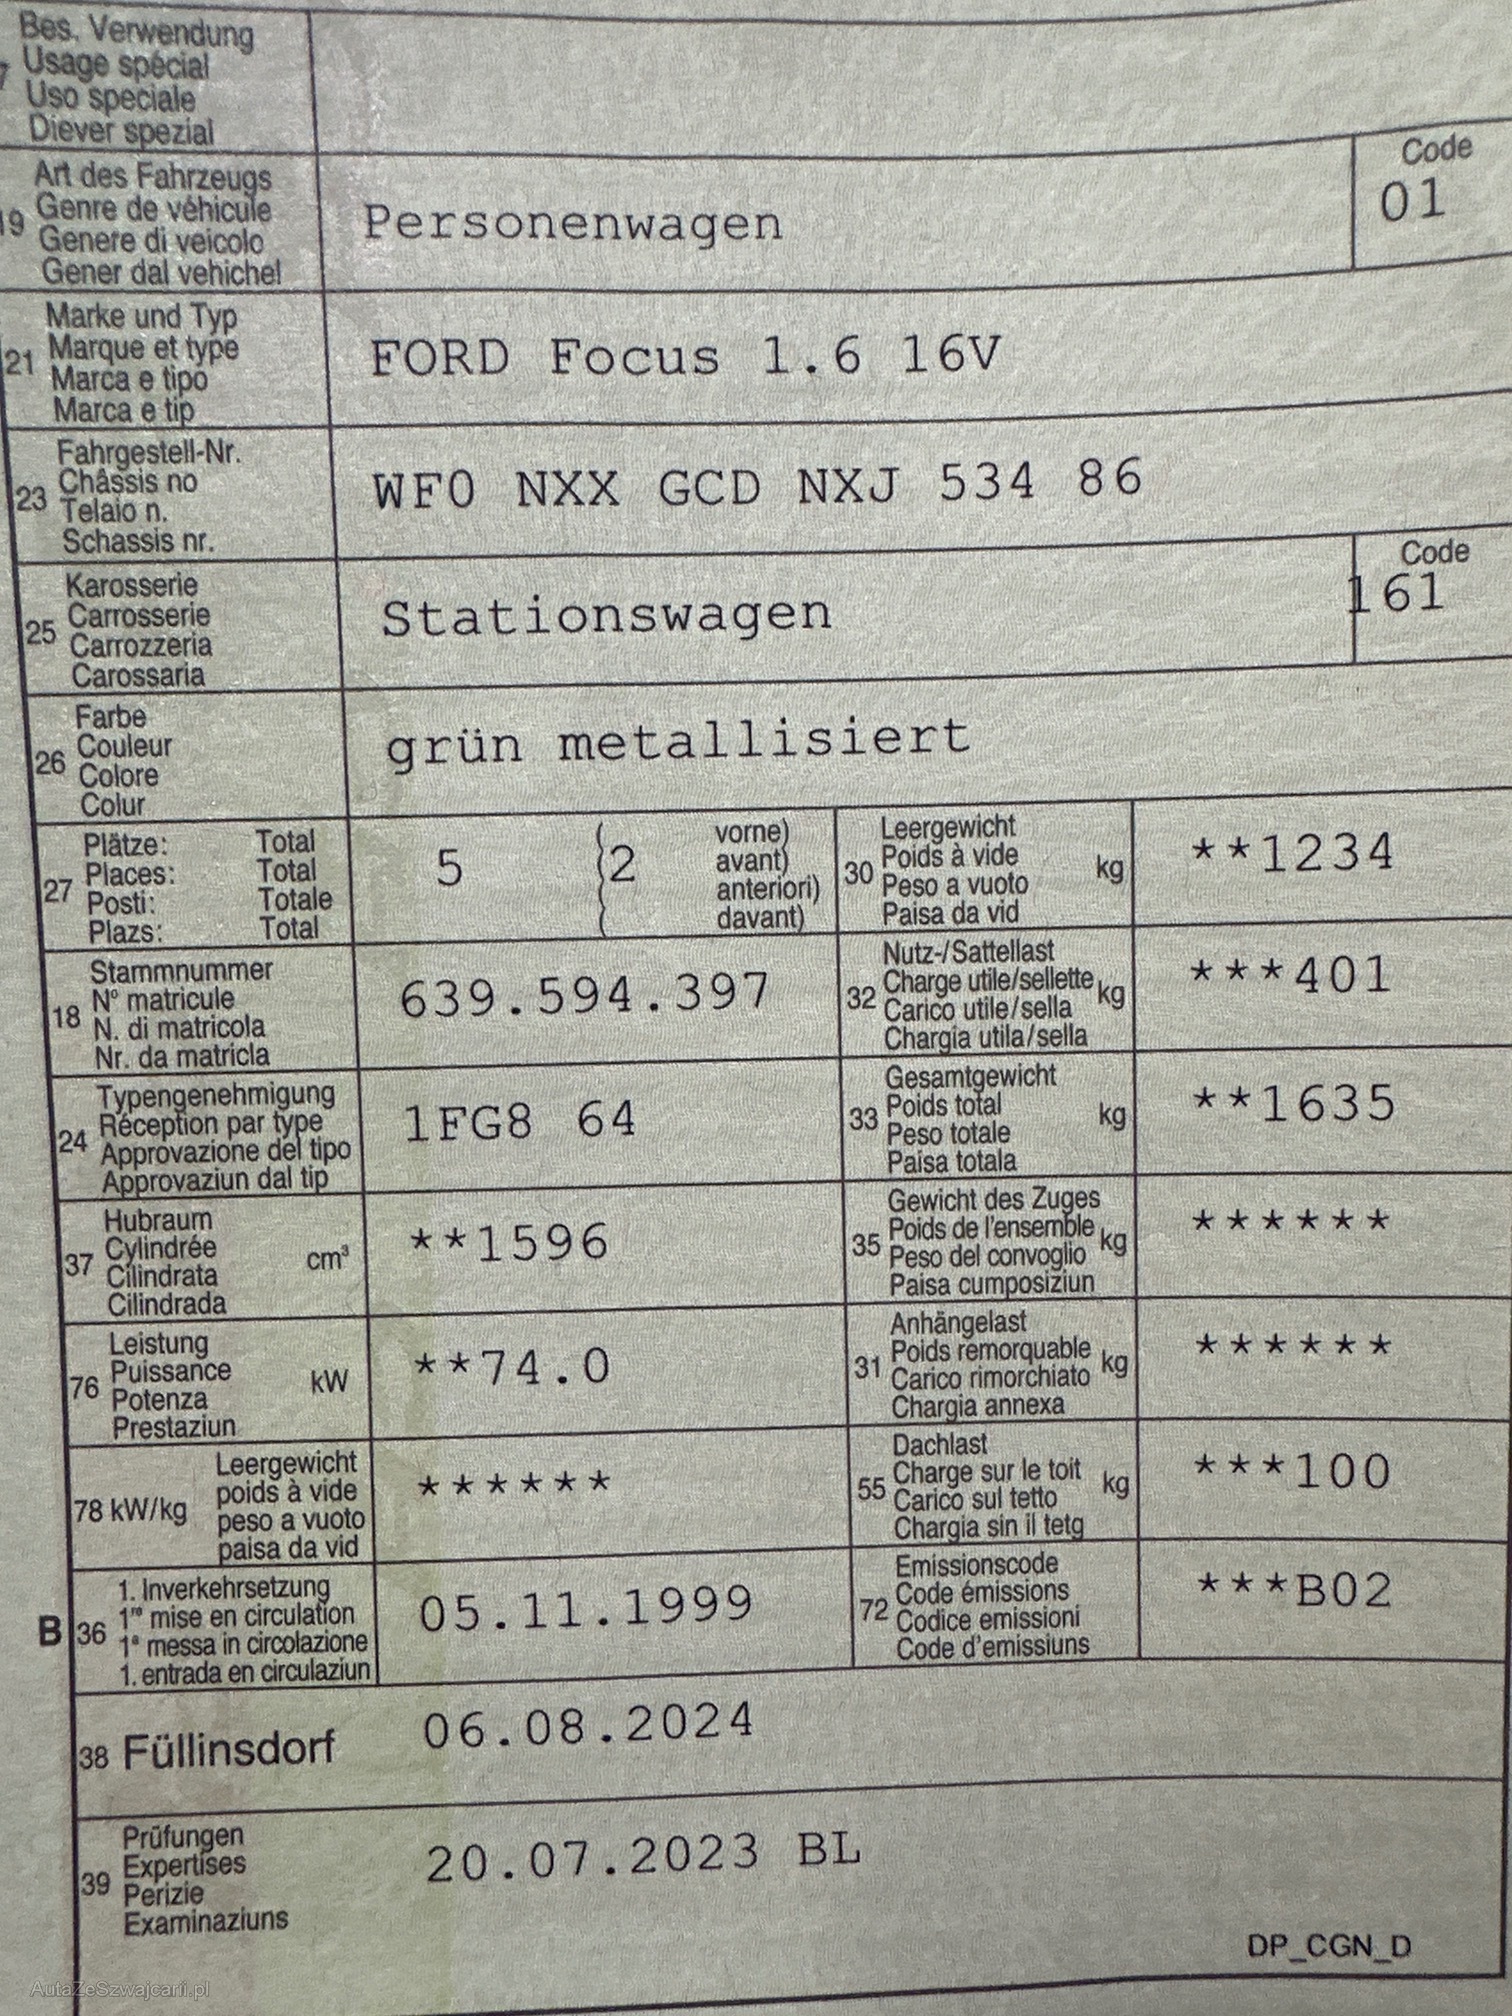 Bes. Verwendung
Usage spécial
Uso speciale
Diever spezial
19 Art des Fahrzeugs
Genre de véhicule
Genere di veicolo
Gener dal vehichel
Personenwagen
Code
01
21 Marke und Typ
Marque et type
Marca e tipo
Marca e tip
FORD Focus 1.6 16V
23 Fahrgestell-Nr.
Châssis no
Telaio n.
Schassis nr.
WF0 NXX GCD NXJ 534 86
25 Karosserie
Carrosserie
Carrozzeria
Carossaria
Stationswagen
Code
161
26 Farbe
Couleur
Colore
Colur
grün metallisiert
27 Plätze: Total
Places: Total
Posti: Totale
Plazs: Total
5 (2 vorne)
avant)
anteriori)
davant)
30 Leergewicht
Poids à vide
Peso a vuoto
Paisa da vid
kg
**1234
18 Stammnummer
N° matricule
N. di matricola
Nr. da matricla
639.594.397
32 Nutz-/Sattellast
Charge utile/sellette
Carico utile/sella
Chargia utila/sella
kg
***401
24 Typengenehmigung
Réception par type
Approvazione del tipo
Approvaziun dal tip
1FG8 64
33 Gesamtgewicht
Poids total
Peso totale
Paisa totala
kg
**1635
37 Hubraum
Cylindrée
Cilindrata
Cilindrada
cm³
**1596
35 Gewicht des Zuges
Poids de l'ensemble
Peso del convoglio
Paisa cumposiziun
kg
******
76 Leistung
Puissance
Potenza
Prestaziun
kW
**74.0
31 Anhängelast
Poids remorquable
Carico rimorchiato
Chargia annexa
kg
******
78 kW/kg Leergewicht
poids à vide
peso a vuoto
paisa da vid
******
55 Dachlast
Charge sur le toit
Carico sul tetto
Chargia sin il tetg
kg
***100
B 36 1. Inverkehrsetzung
1re mise en circulation
1a messa in circolazione
1. entrada en circulaziun
05.11.1999
72 Emissionscode
Code émissions
Codice emissioni
Code d'emissiuns
***B02
38 Füllinsdorf 06.08.2024
39 Prüfungen
Expertises
Perizie
Examinaziuns
20.07.2023 BL
DP_CGN_D
AutaZeSzwajcarii.pl